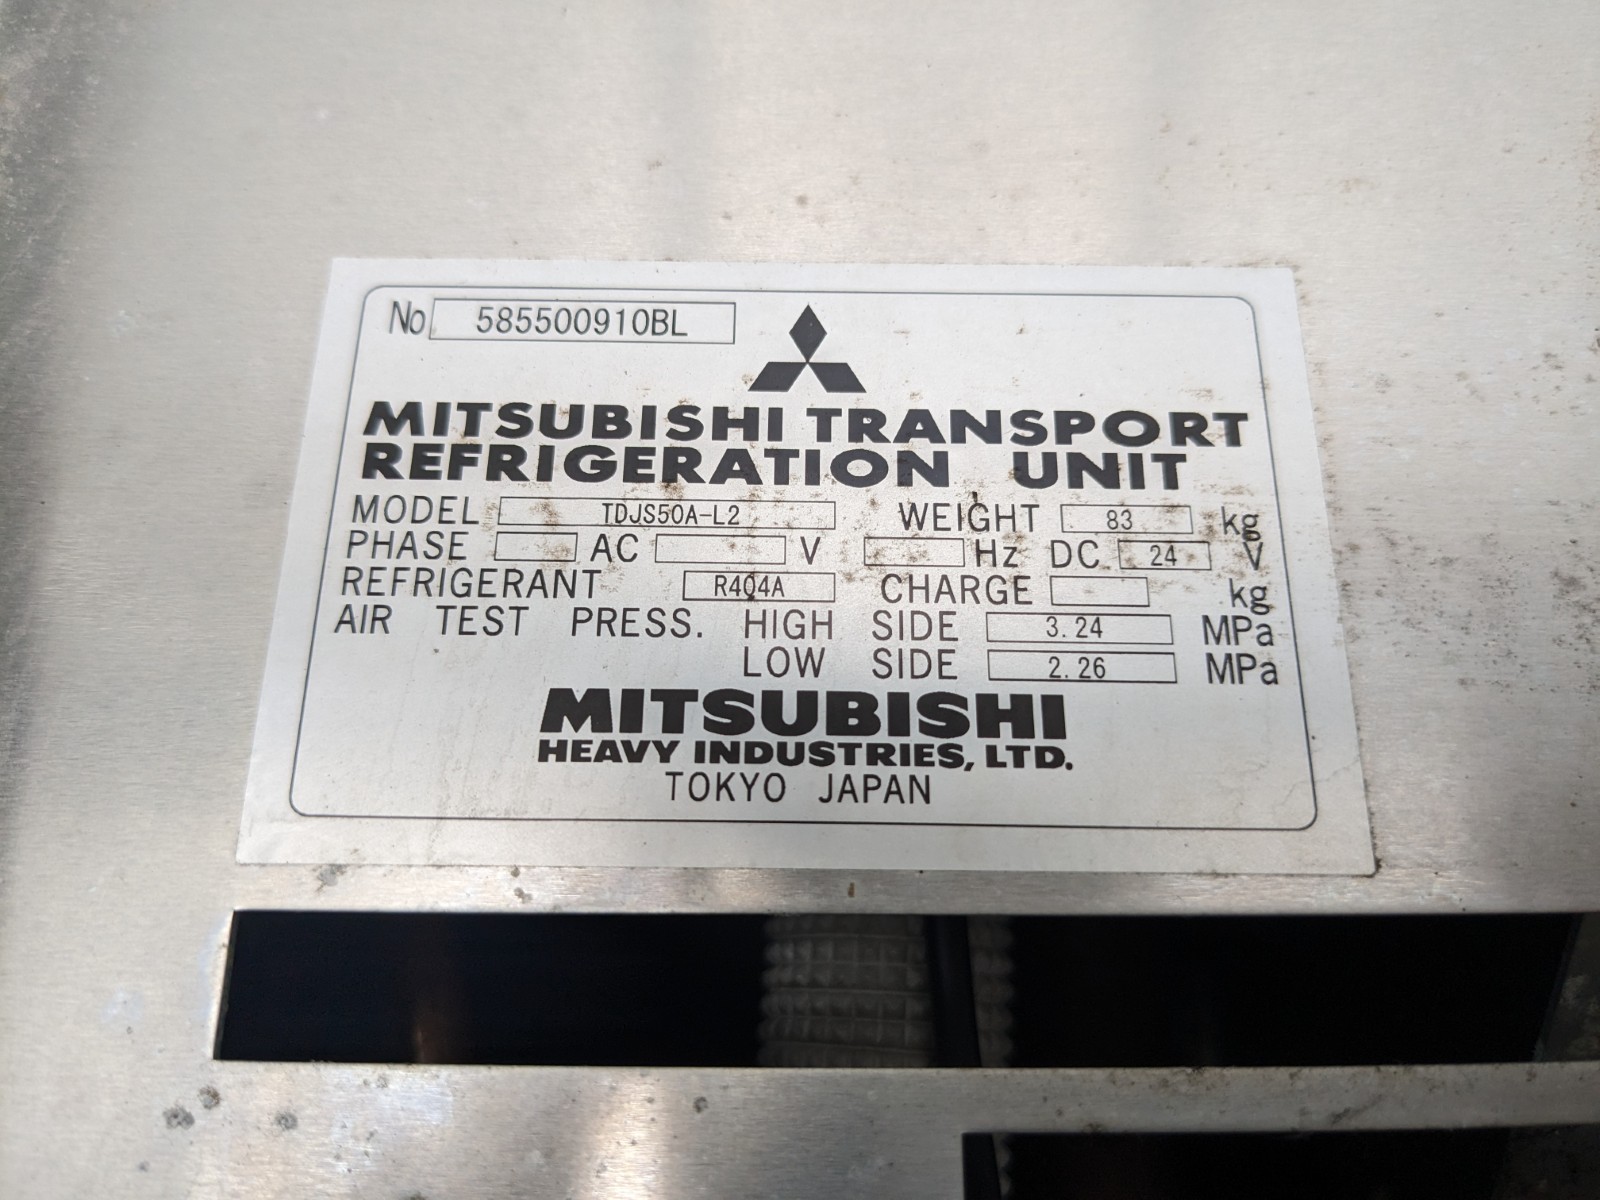 No 585500910BL
MITSUBISHI TRANSPORT
REFRIGERATION UNIT
MODEL TDJS50A-L2 WEIGHT 83 kg
PHASE AC V Hz DC 24 V
REFRIGERANT R404A CHARGE kg
AIR TEST PRESS. HIGH SIDE 3.24 MPa
LOW SIDE 2.26 MPa
MITSUBISHI
HEAVY INDUSTRIES, LTD.
TOKYO JAPAN